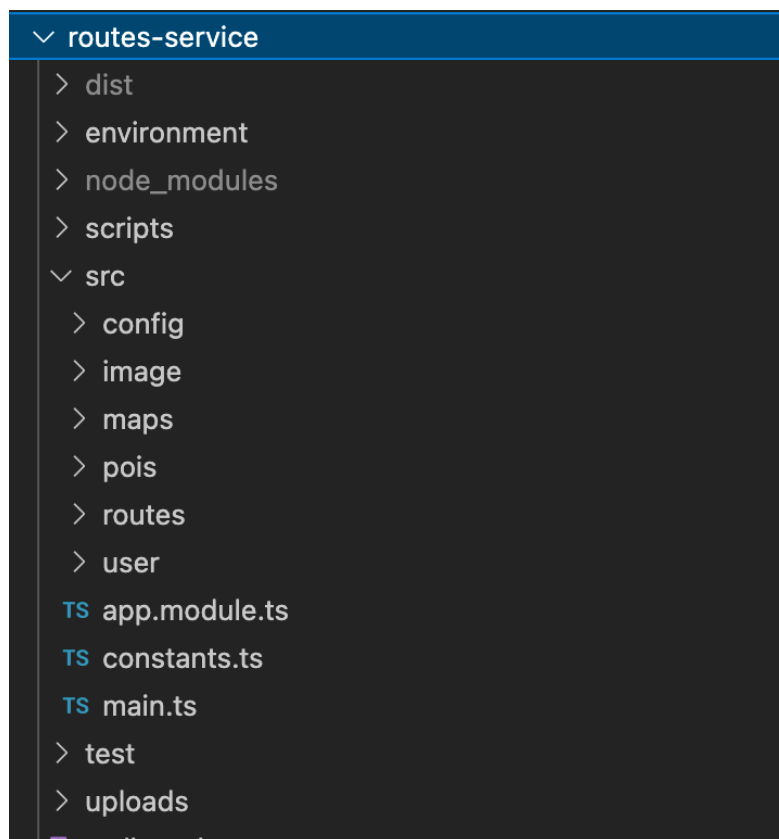 routes-service
dist
environment
node_modules
scripts
src
config
image
maps
pois
routes
user
TS app.module.ts
TS constants.ts
TS main.ts
test
uploads